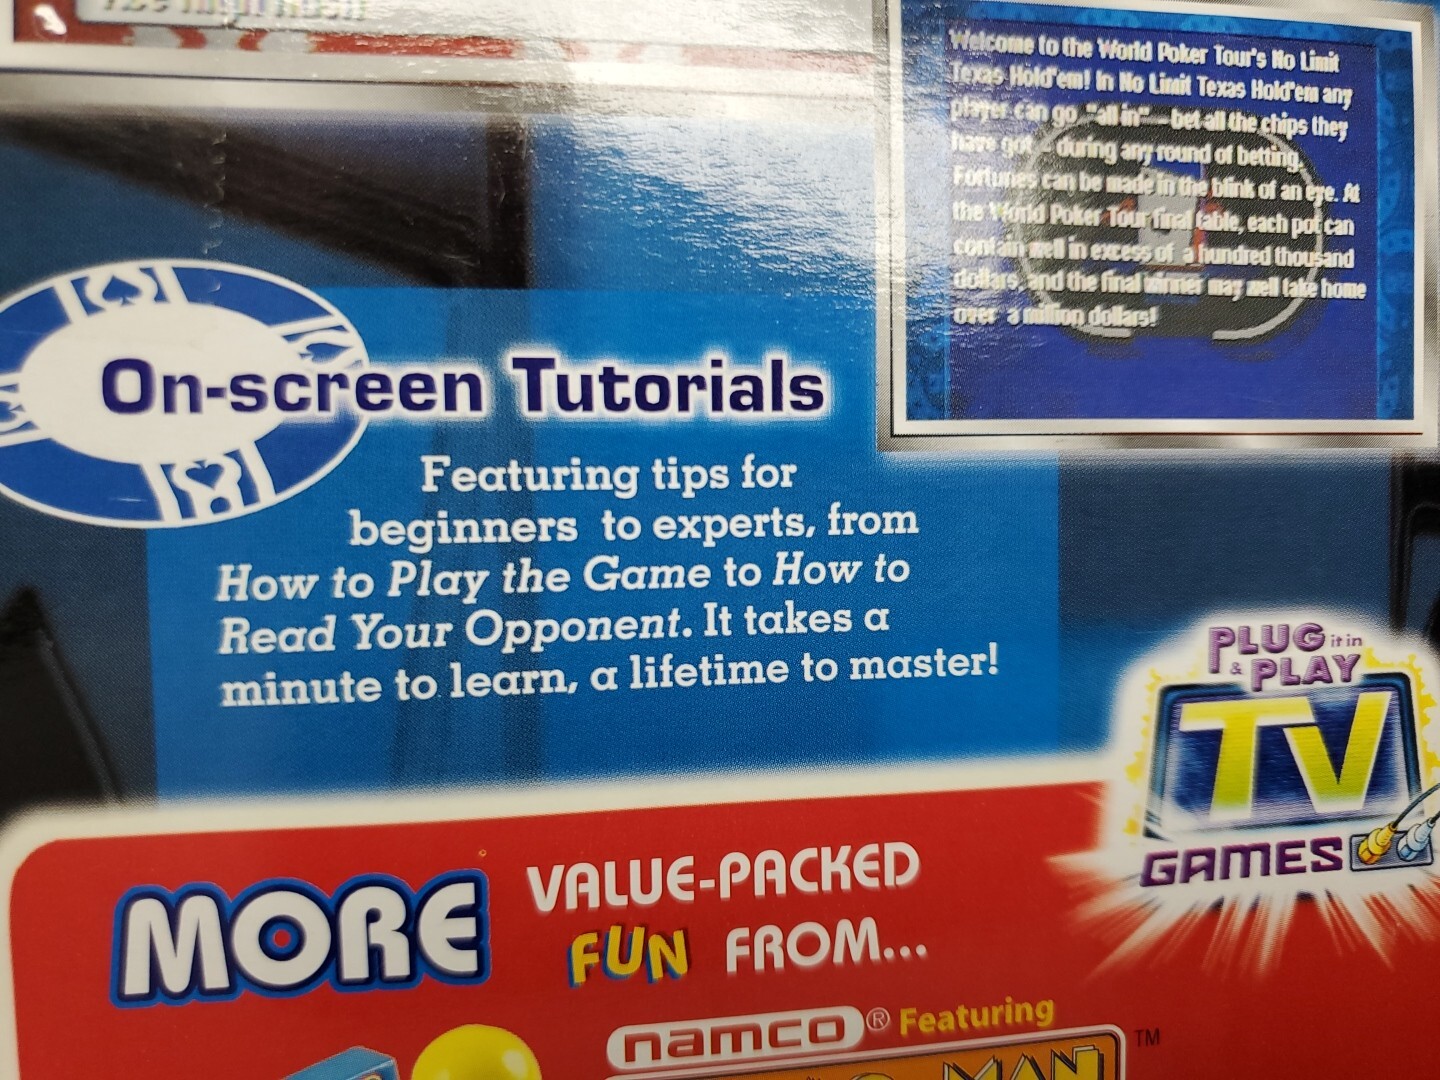 Welcome to the World Poker Tour's No Limit
Texas Hold'em! In No Limit Texas Hold'em any
player can go "all in" - bet all the chips they
have got - during any round of betting.
Fortunes can be made in the blink of an eye. At
the World Poker Tour final table, each pot can
contain well in excess of a hundred thousand
dollars, and the final winner may well take home
over a million dollars!
On-screen Tutorials
Featuring tips for
beginners to experts, from
How to Play the Game to How to
Read Your Opponent. It takes a
minute to learn, a lifetime to master!
PLUG it in
& PLAY
TV
GAMES
MORE VALUE-PACKED
FUN FROM...
namco® Featuring
MAN TM